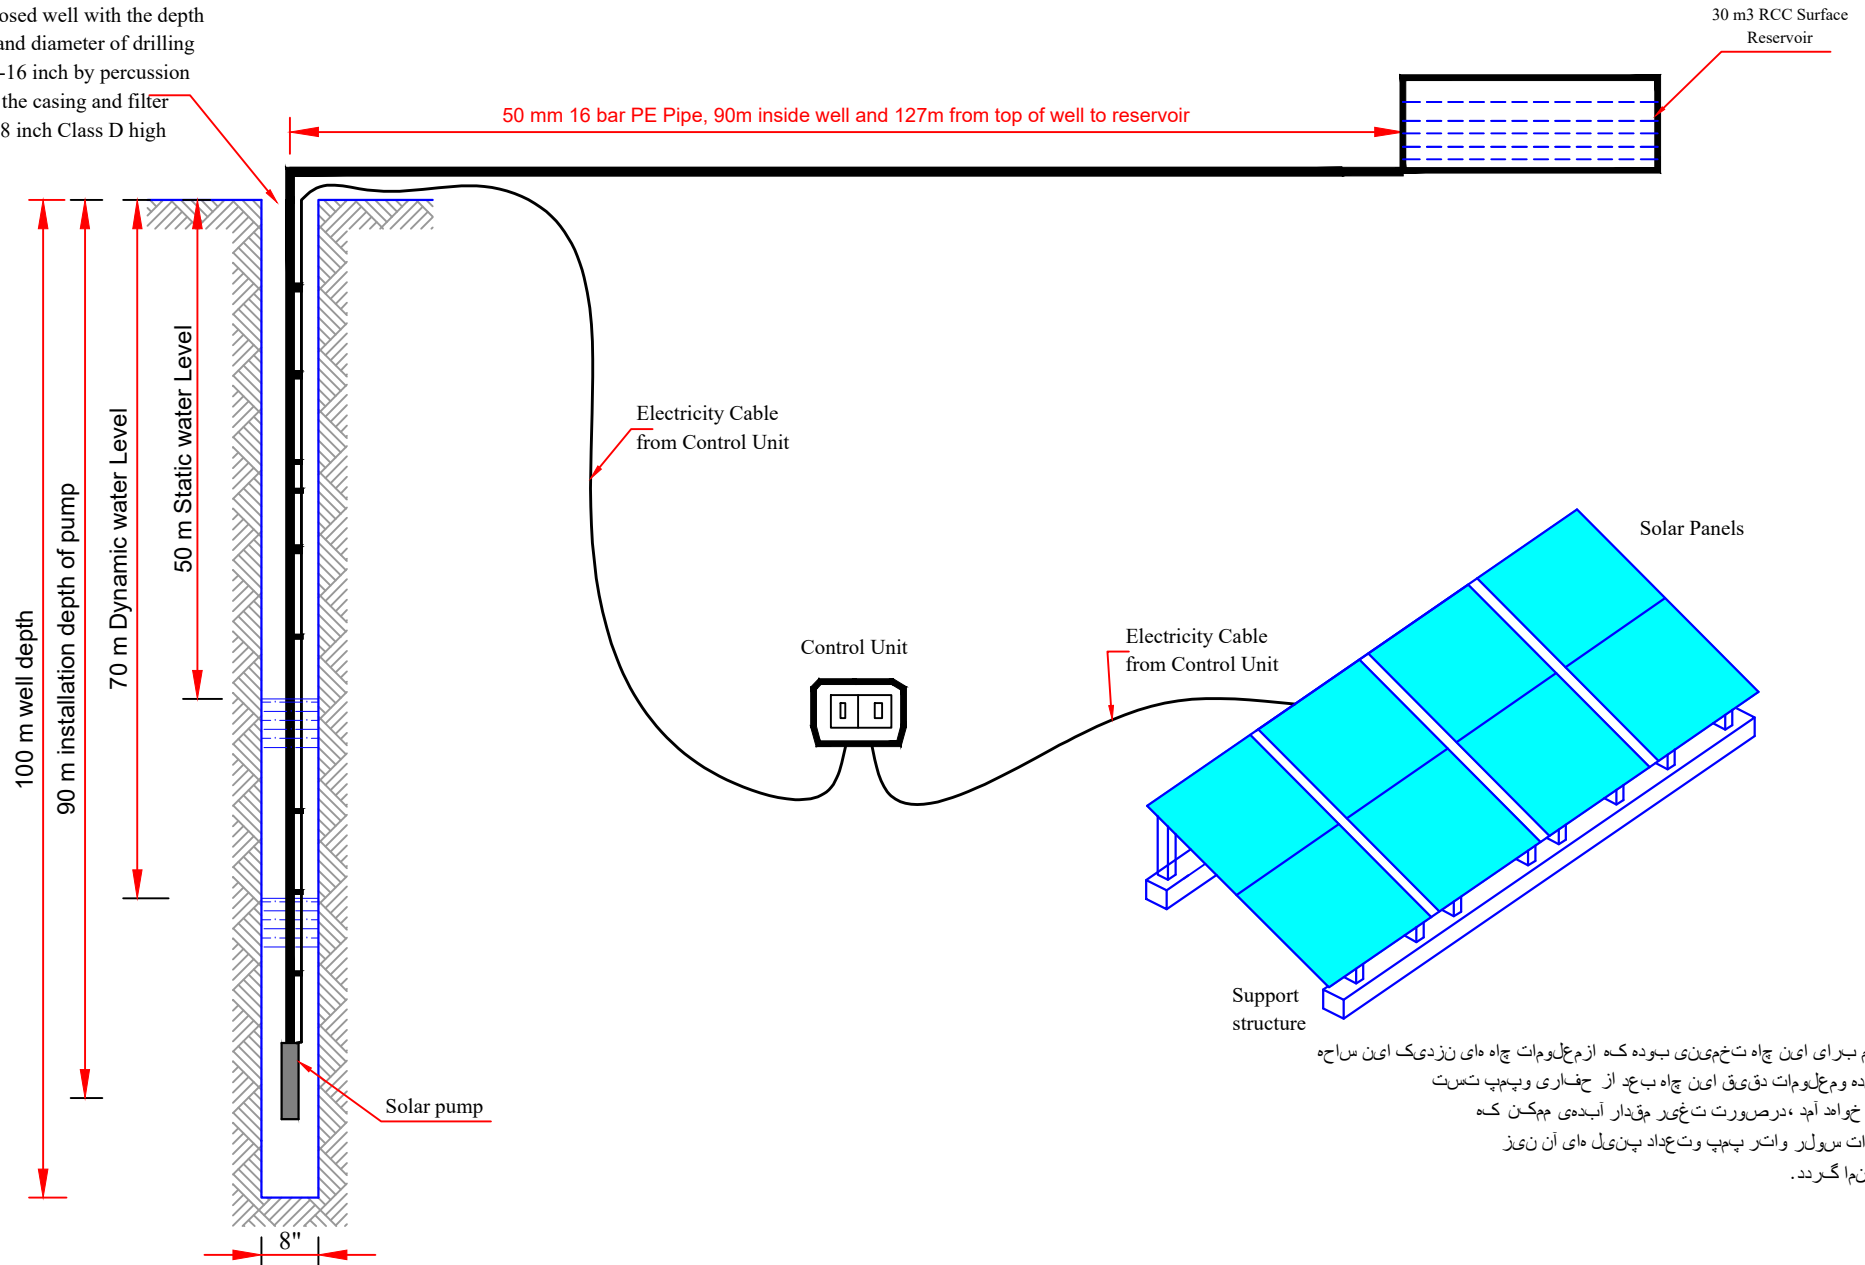 osed well with the depth
and diameter of drilling
-16 inch by percussion
the casing and filter
8 inch Class D high
30 m3 RCC Surface
Reservoir
50 mm 16 bar PE Pipe, 90m inside well and 127m from top of well to reservoir
100 m well depth
90 m installation depth of pump
70 m Dynamic water Level
50 m Static water Level
Electricity Cable
from Control Unit
Control Unit
Electricity Cable
from Control Unit
Solar Panels
Support
structure
Solar pump
8"
م برای این چاه تخمینی بوده که ازمعلومات چاه های نزدیک این ساحه
ده ومعلومات دقیق این چاه بعد از حفاری وپمپ تست
خواهد آمد ،درصورت تغیر مقدار آبدهی ممکن که
ات سولر واتر پمپ وتعداد پنیل های آن نیز
نما گردد.